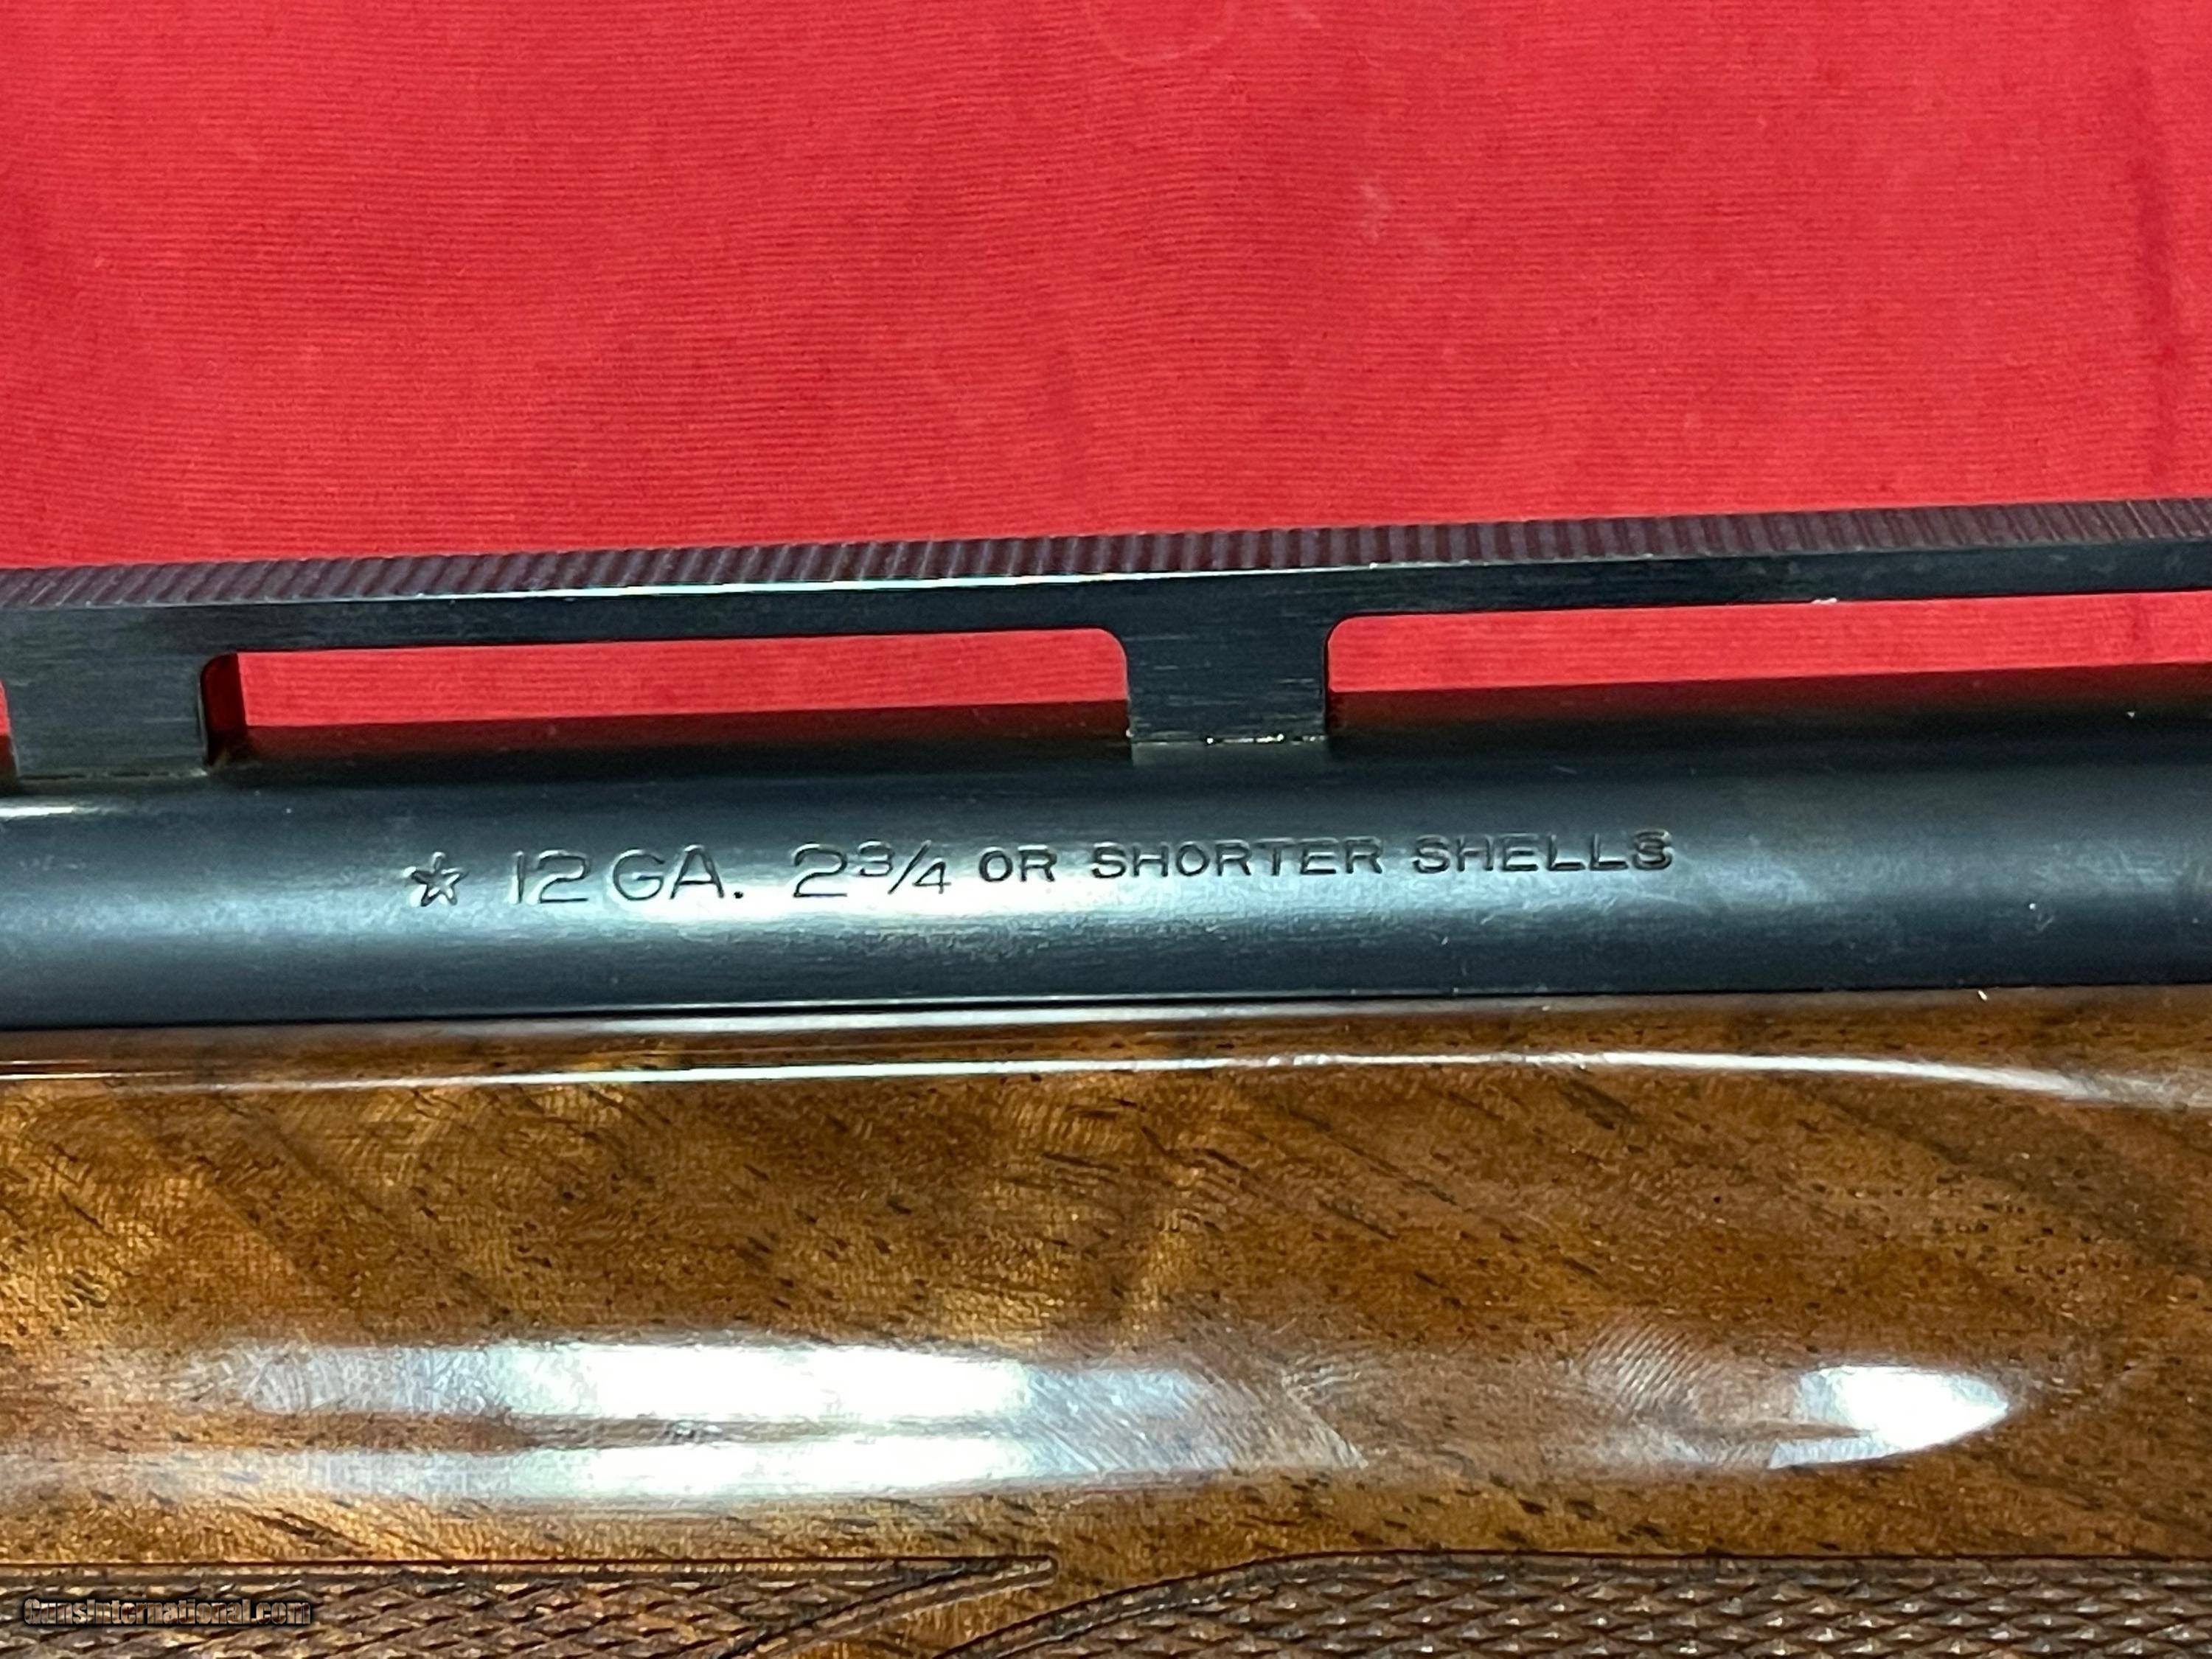 ☆ 12 GA. 2¾ OR SHORTER SHELLS
GunsInternational.com